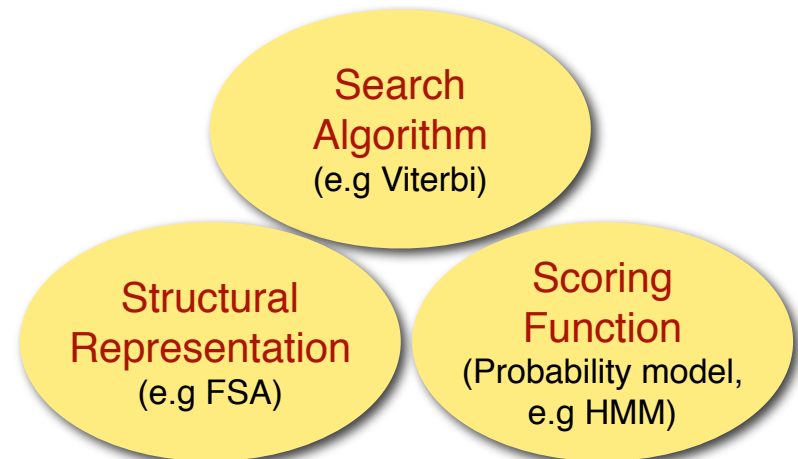 Search
Algorithm
(e.g Viterbi)
Structural
Representation
(e.g FSA)
Scoring
Function
(Probability model,
e.g HMM)